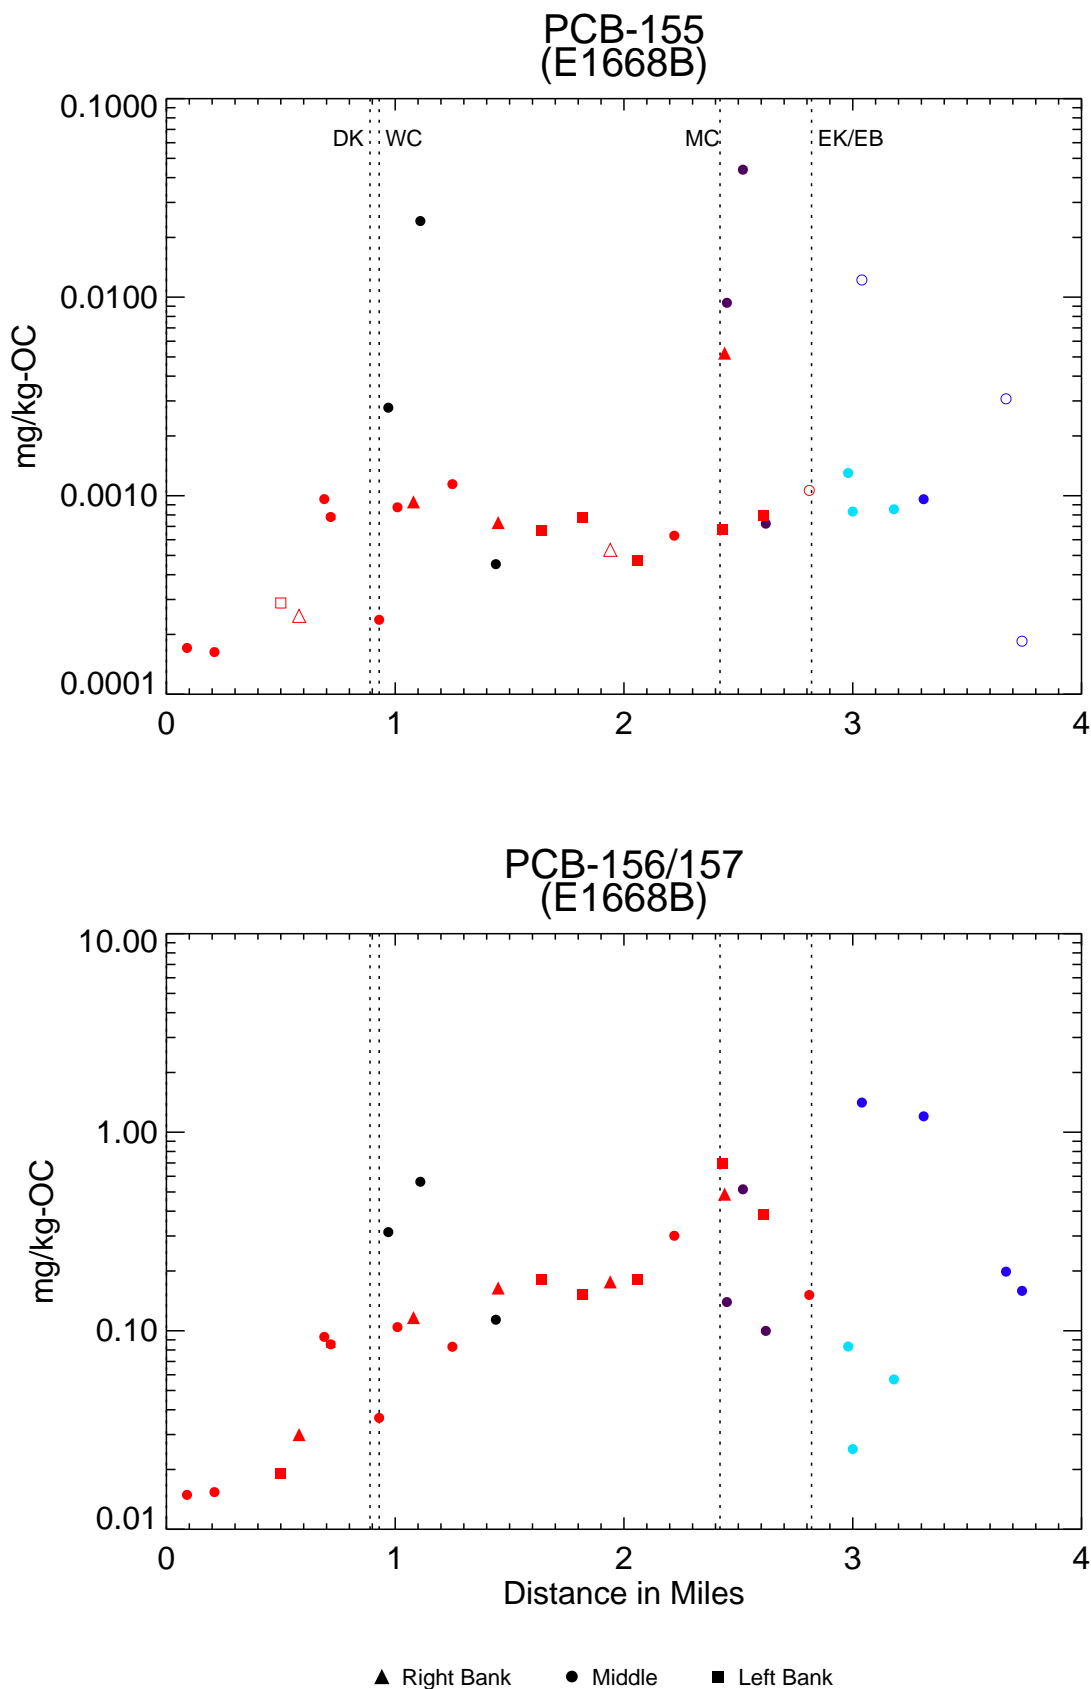 PCB-155
(E1668B)
0.1000
DK WC MC EK/EB
0.0100
mg/kg-OC
0.0010
0.0001
0 1 2 3 4
PCB-156/157
(E1668B)
10.00
1.00
mg/kg-OC
0.10
0.01
0 1 2 3 4
Distance in Miles
Right Bank Middle Left Bank